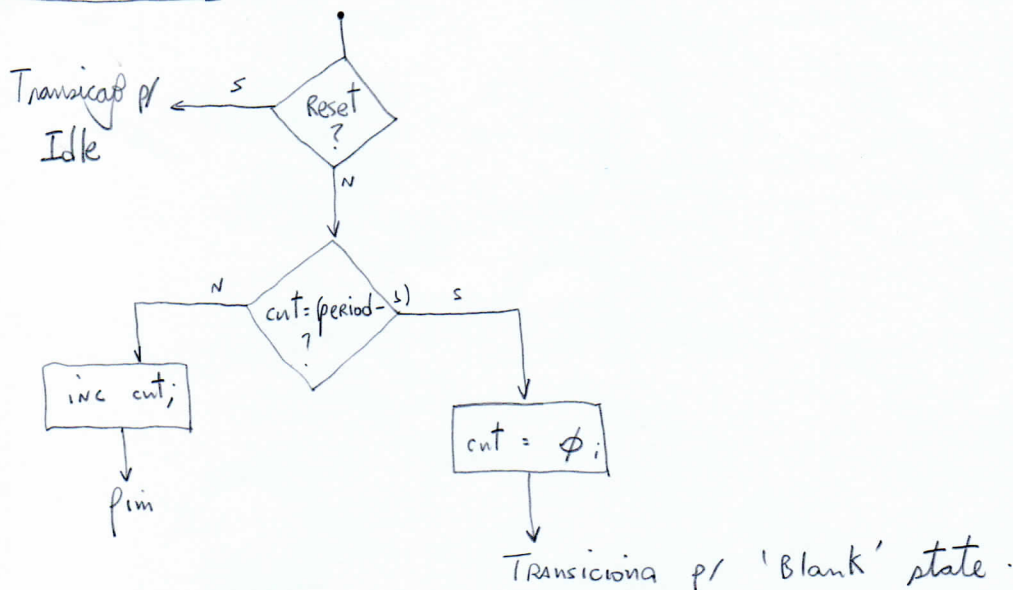 S
Transição p/
Idle
Reset
?
N
N
cnt=(period-1)
?
S
inc cnt;
cnt = ϕ;
fim
Transiciona p/ 'Blank' state.